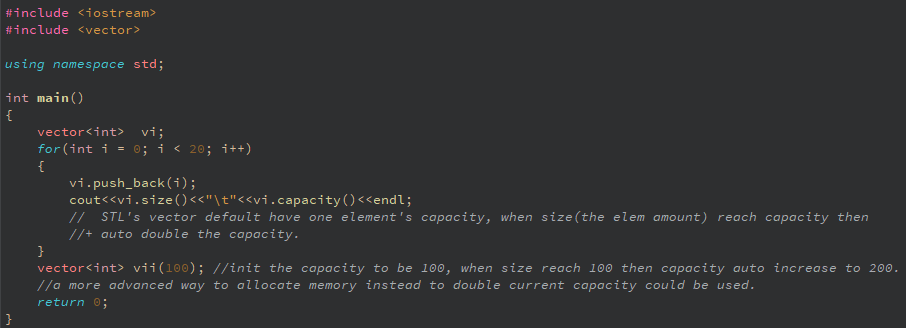 #include <iostream>
#include <vector>
using namespace std;
int main()
{
    vector<int>  vi;
    for(int i = 0; i < 20; i++)
    {
        vi.push_back(i);
        cout<<vi.size()<<"\t"<<vi.capacity()<<endl;
        //  STL's vector default have one element's capacity, when size(the elem amount) reach capacity then
        //+ auto double the capacity.
    }
    vector<int> vii(100); //init the capacity to be 100, when size reach 100 then capacity auto increase to 200.
    //a more advanced way to allocate memory instead to double current capacity could be used.
    return 0;
}